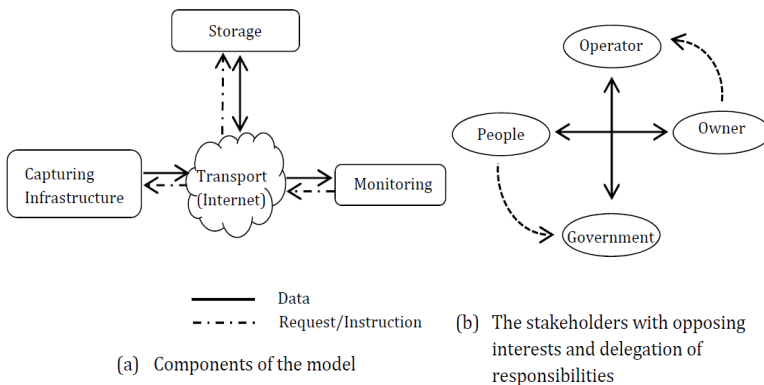 Storage
Capturing
Infrastructure
Transport
(Internet)
Monitoring
Data
Request/Instruction
(a) Components of the model
Operator
People
Owner
Government
(b) The stakeholders with opposing
interests and delegation of
responsibilities